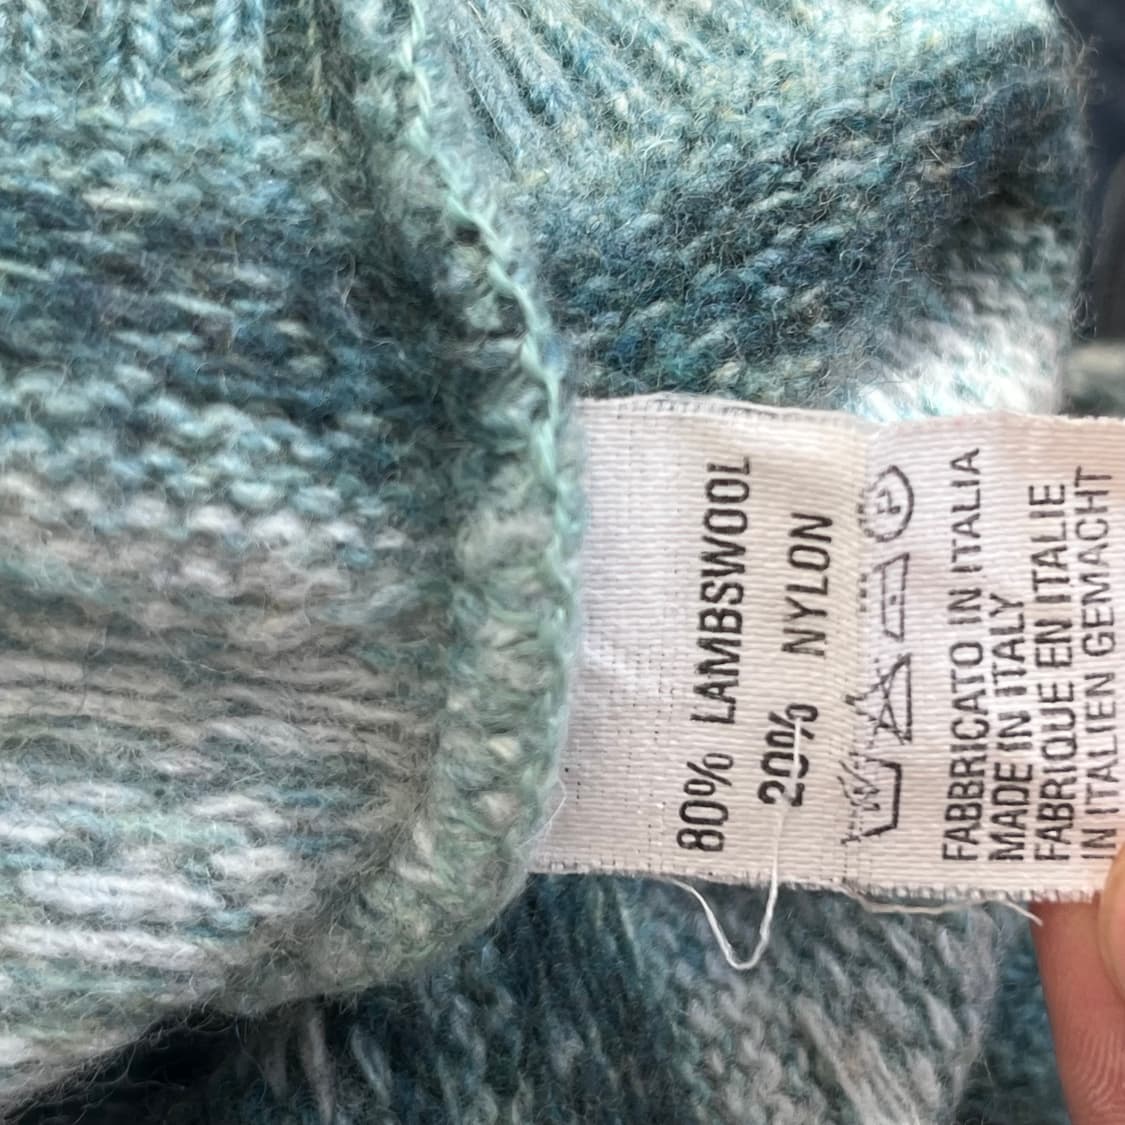 80% LAMBSWOOL
20% NYLON
FABBRICATO IN ITALIA
MADE IN ITALY
FABRIQUE EN ITALIE
IN ITALIEN GEMACHT